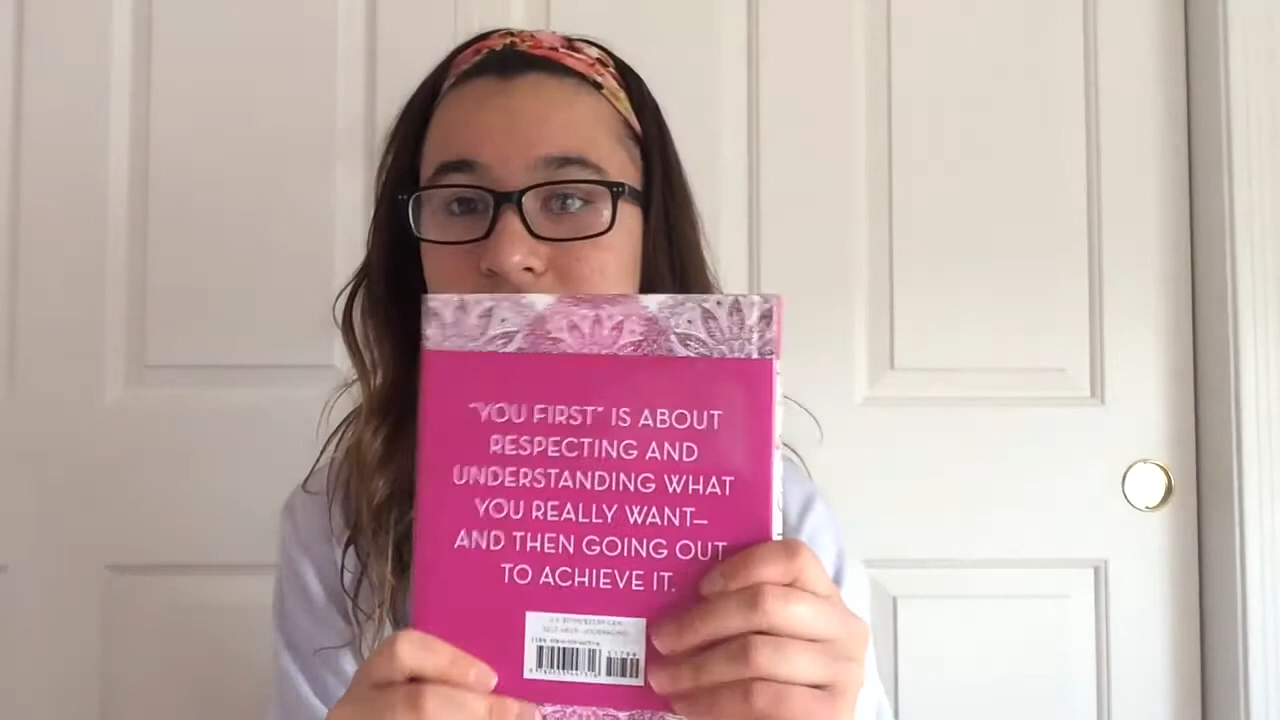 "YOU FIRST" IS ABOUT
RESPECTING AND
UNDERSTANDING WHAT
YOU REALLY WANT—
AND THEN GOING OUT
TO ACHIEVE IT.